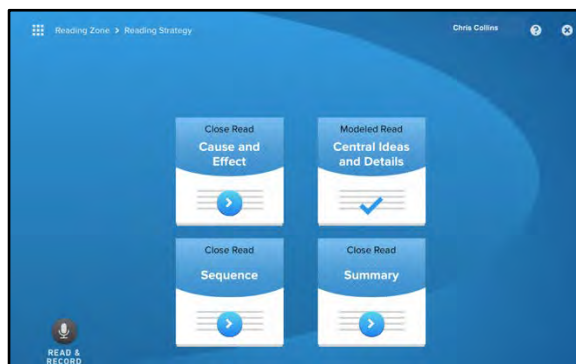 Reading Zone > Reading Strategy
Chris Collins
?
Close Read
Cause and
Effect
Modeled Read
Central Ideas
and Details
Close Read
Sequence
Close Read
Summary
READ &
RECORD